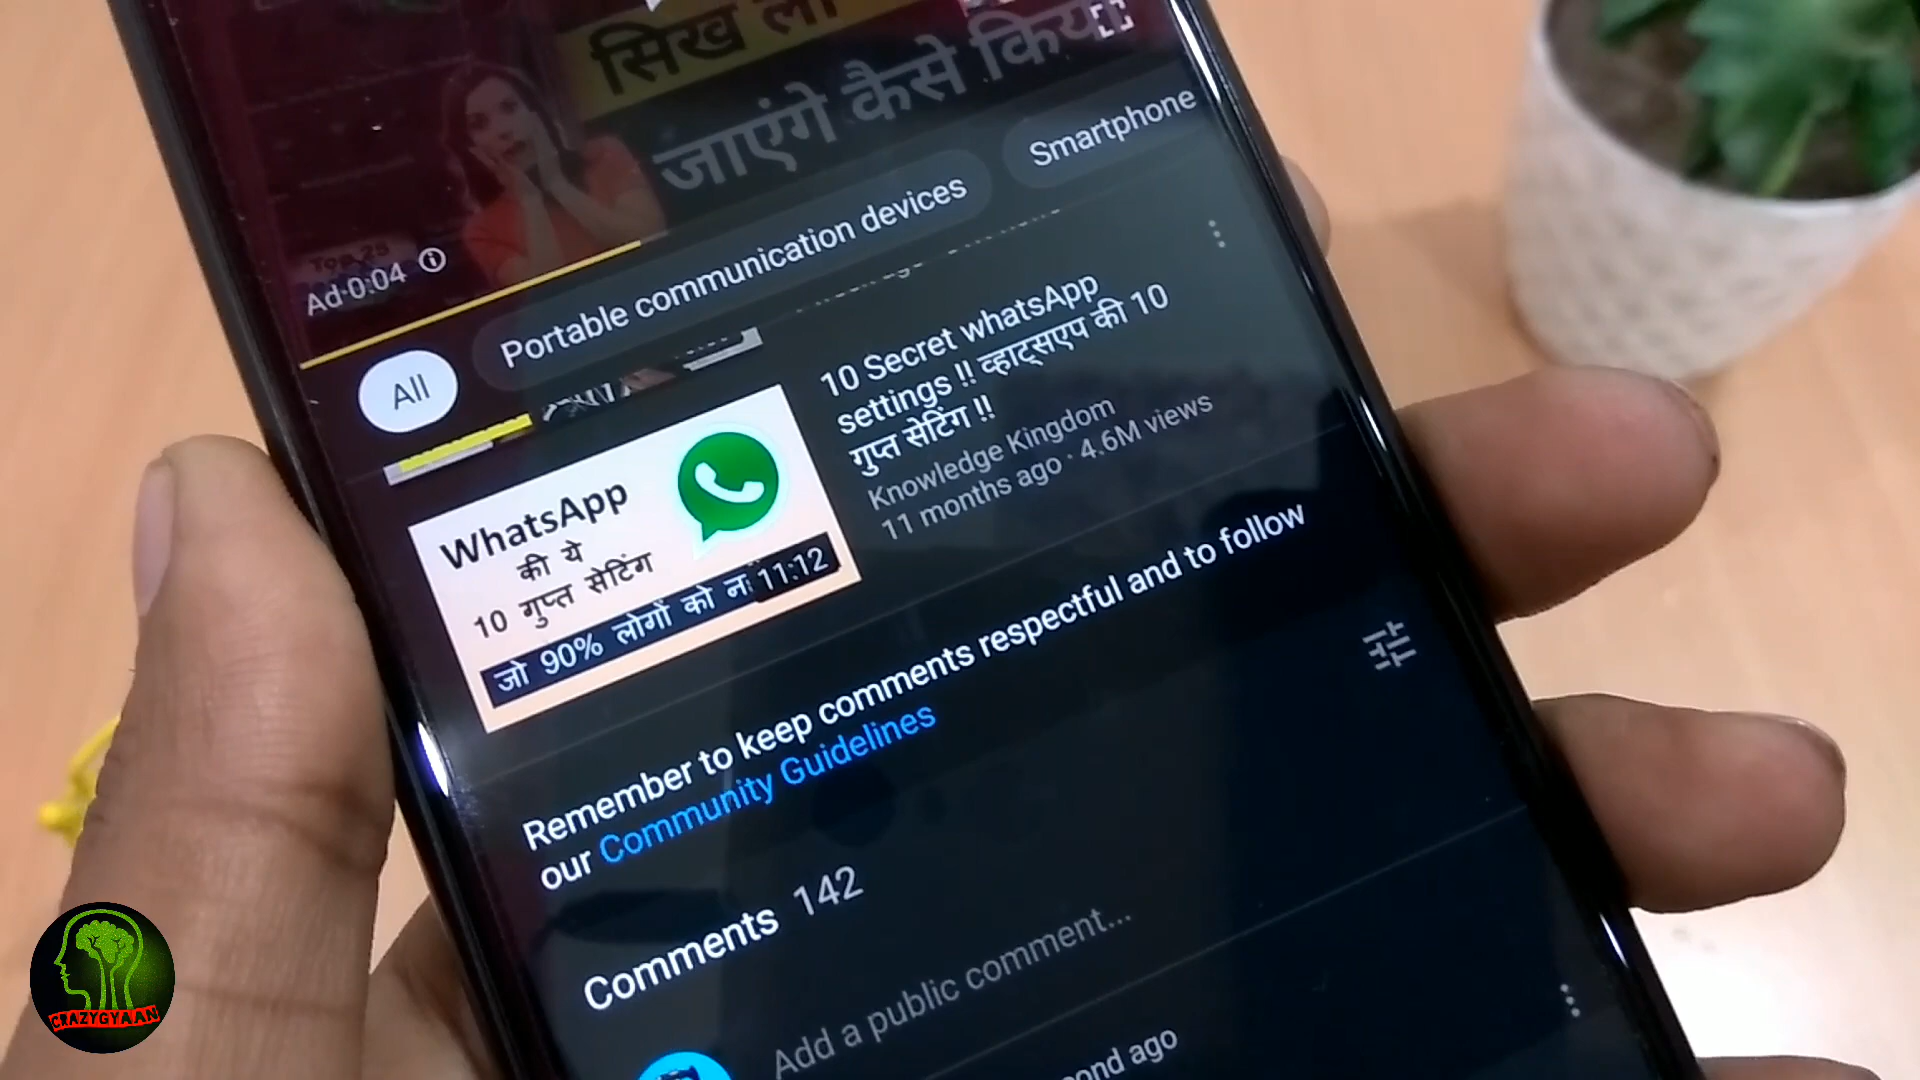 सिख लो
जाएंगे कैसे किया
Ad · 0:04
All
Portable communication devices
Smartphone
10 Secret whatsApp
settings !! व्हाट्सएप की 10
गुप्त सेटिंग !!
Knowledge Kingdom
11 months ago · 4.6M views
WhatsApp
की ये
10 गुप्त सेटिंग
जो 90% लोगों को
11:12
Remember to keep comments respectful and to follow
our Community Guidelines
Comments 142
Add a public comment...
ago
CRAZYGYAAN